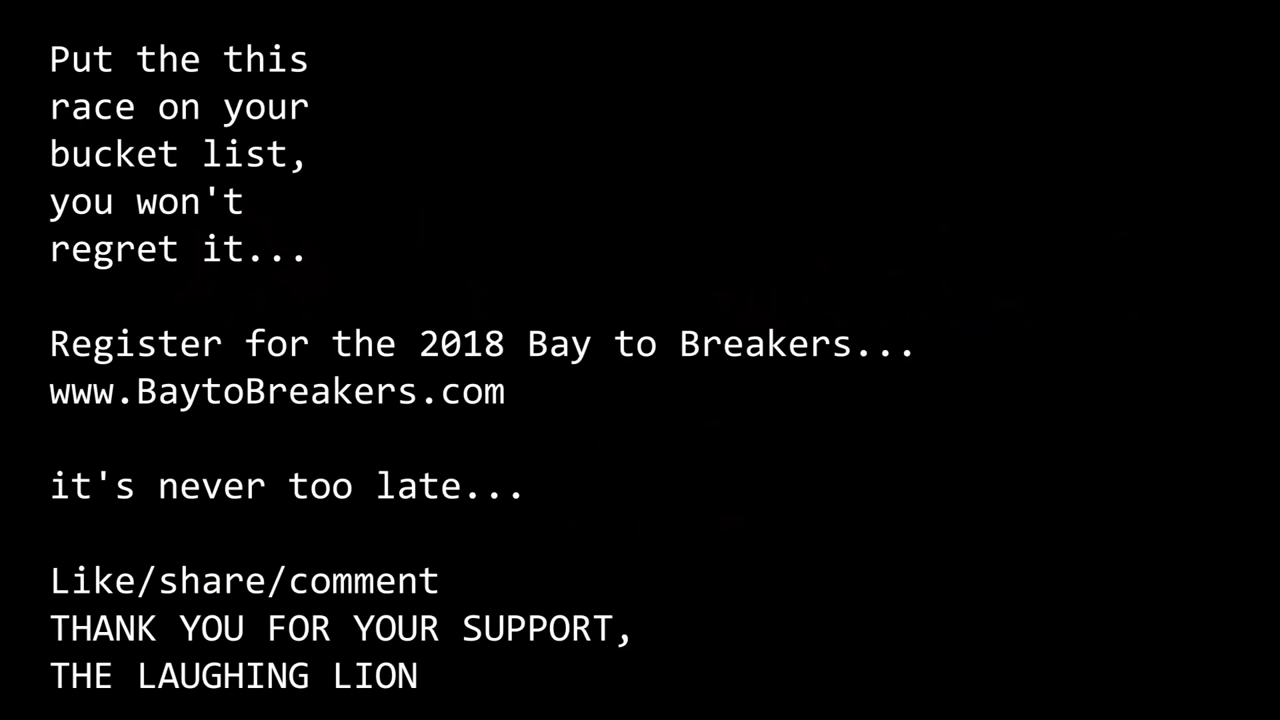 Put the this
race on your
bucket list,
you won't
regret it...
Register for the 2018 Bay to Breakers...
www.BaytoBreakers.com
it's never too late...
Like/share/comment
THANK YOU FOR YOUR SUPPORT,
THE LAUGHING LION